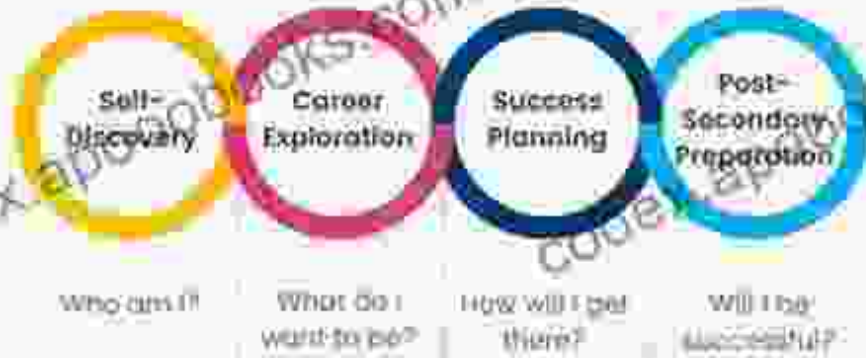 Self-
Discovery
Career
Exploration
Success
Planning
Post-
Secondary
Preparation
Who am I?
What do I
want to be?
How will I get
there?
Will I be
successful?